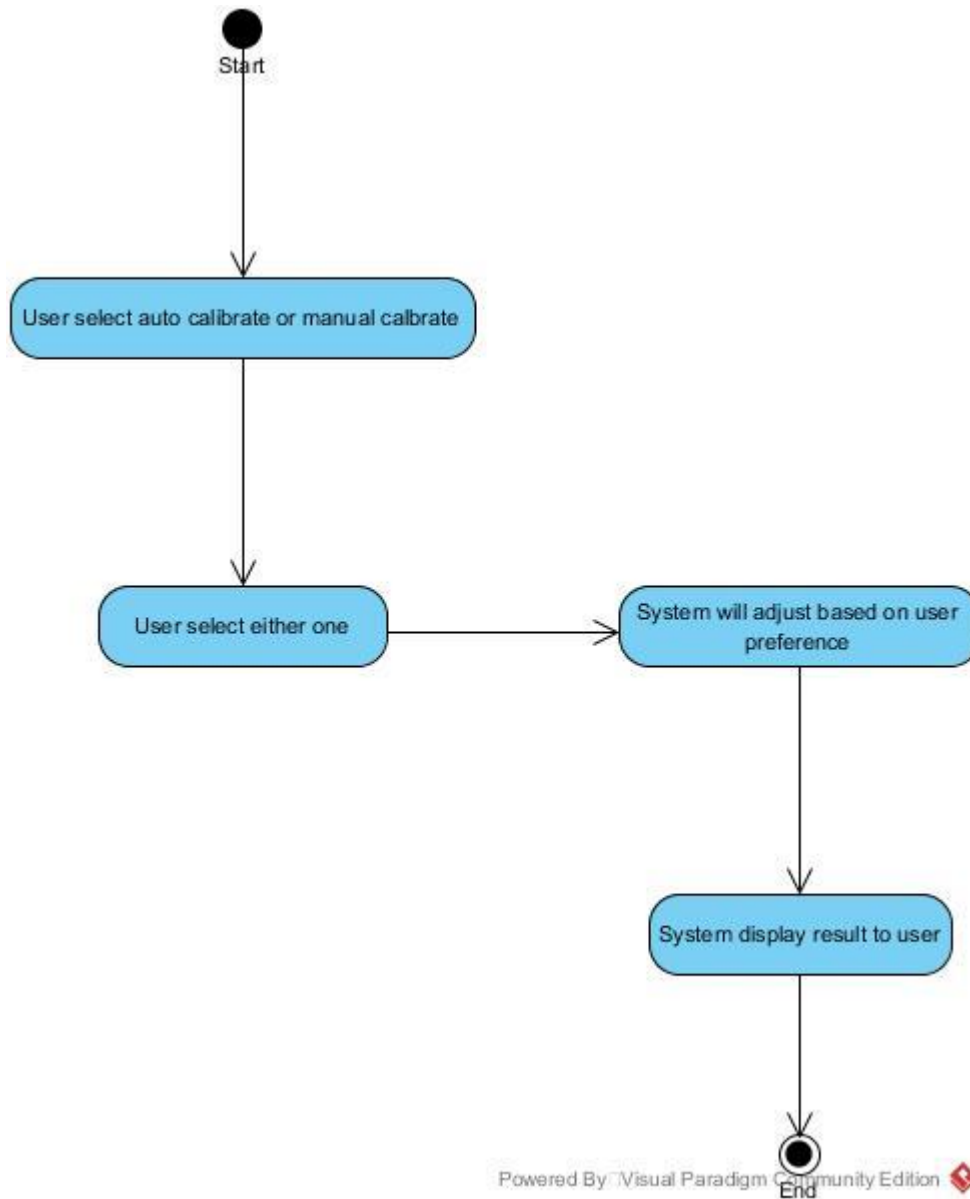 Start
User select auto calibrate or manual calbrate
User select either one
System will adjust based on user
preference
System display result to user
Powered By Visual Paradigm Community Edition
End